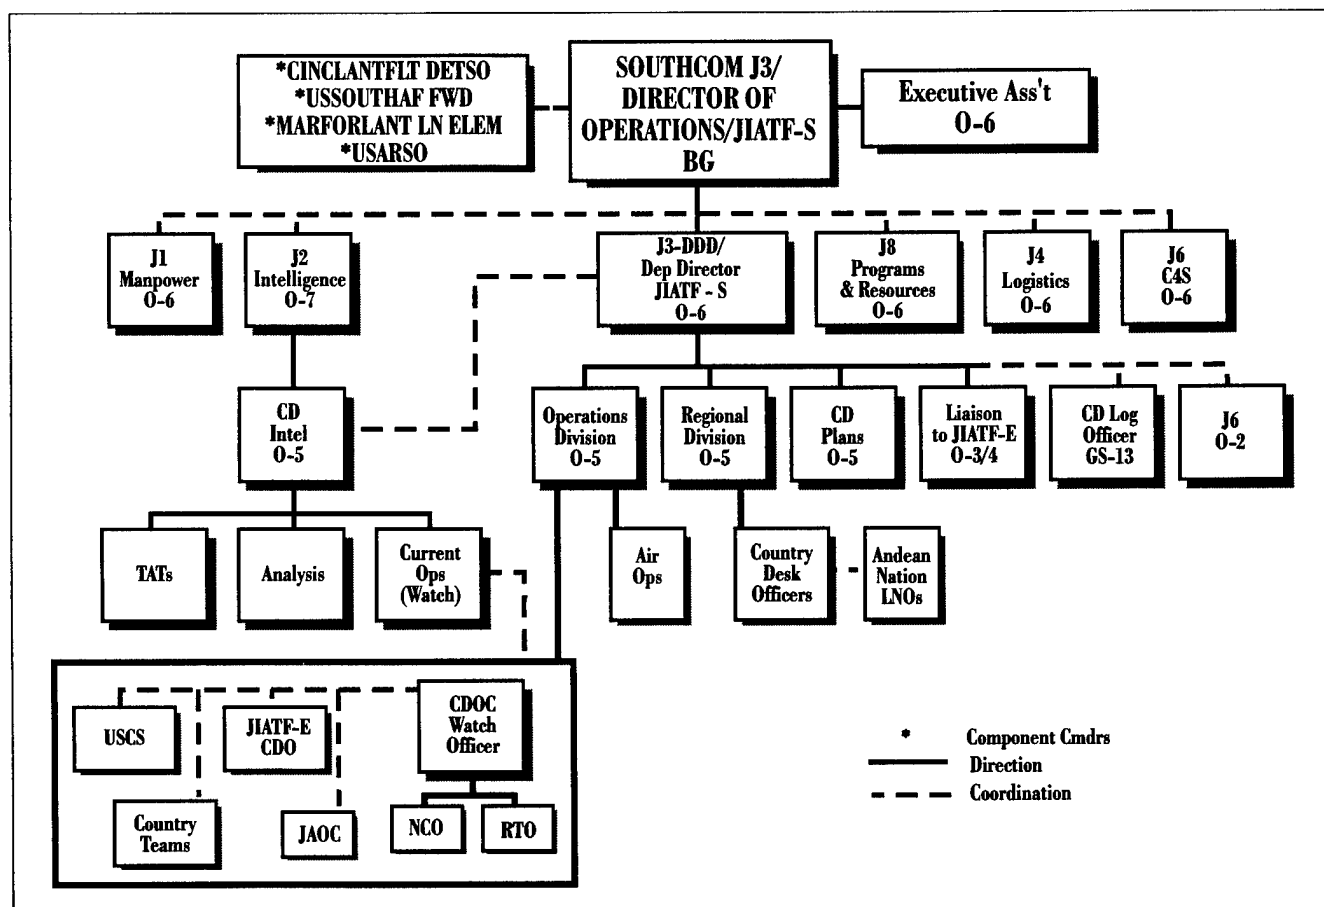 *CINCLANTFLT DETSO
*USSOUTHAF FWD
*MARFORLANT LN ELEM
*USARSO
SOUTHCOM J3/
DIRECTOR OF
OPERATIONS/JIATF-S
BG
Executive Ass't
O-6
J1
Manpower
O-6
J2
Intelligence
O-7
J3-DDD/
Dep Director
JIATF - S
O-6
J8
Programs
& Resources
O-6
J4
Logistics
O-6
J6
C4S
O-6
CD
Intel
O-5
Operations
Division
O-5
Regional
Division
O-5
CD
Plans
O-5
Liaison
to JIATF-E
O-3/4
CD Log
Officer
GS-13
J6
O-2
TATs
Analysis
Current
Ops
(Watch)
Air
Ops
Country
Desk
Officers
Andean
Nation
LNOs
USCS
JIATF-E
CDO
CDOC
Watch
Officer
Country
Teams
JAOC
NCO
RTO
* Component Cmdrs
Direction
Coordination